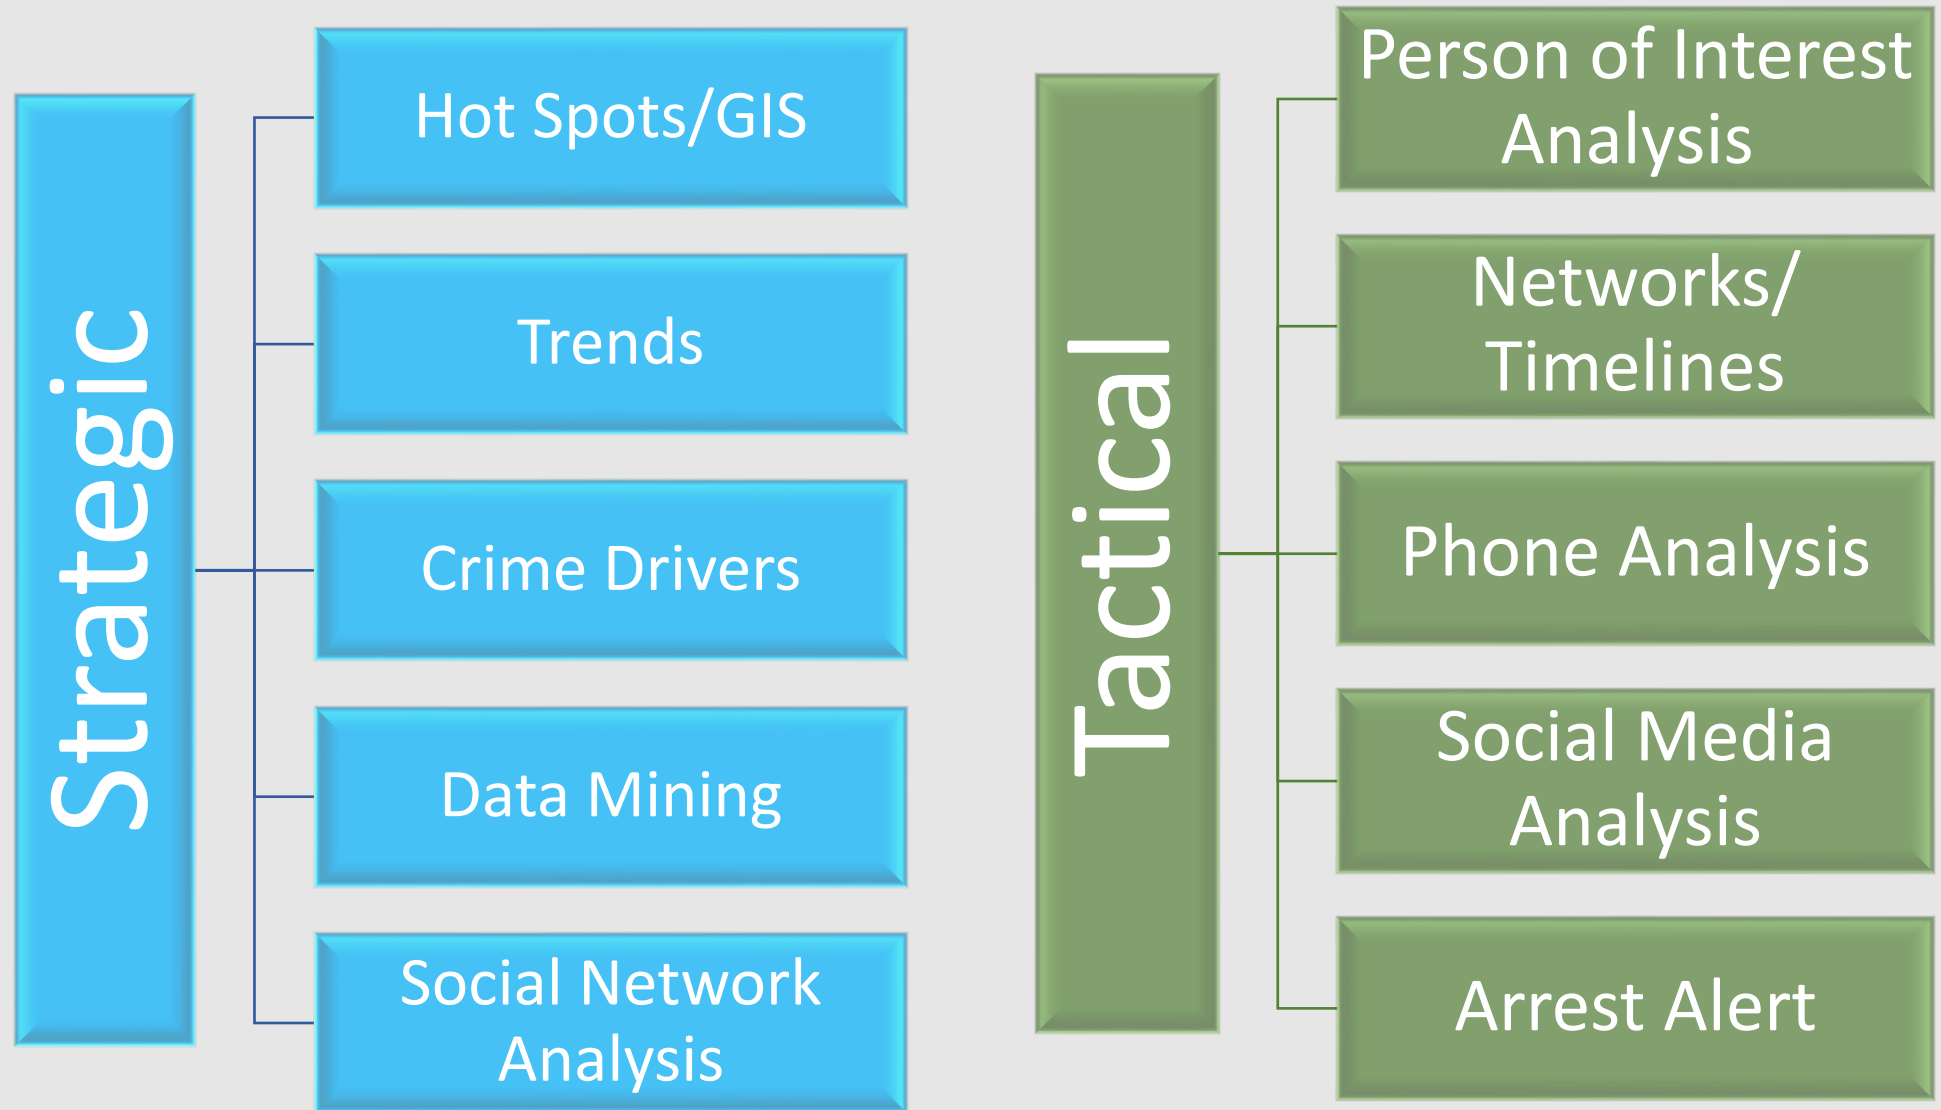 Strategic
Hot Spots/GIS
Trends
Crime Drivers
Data Mining
Social Network
Analysis
Tactical
Person of Interest
Analysis
Networks/
Timelines
Phone Analysis
Social Media
Analysis
Arrest Alert